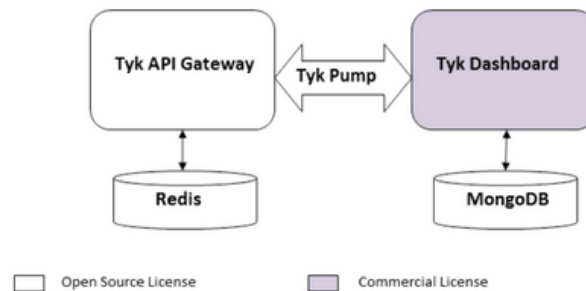 Tyk API Gateway
Tyk Pump
Tyk Dashboard
Redis
MongoDB
Open Source License
Commercial License